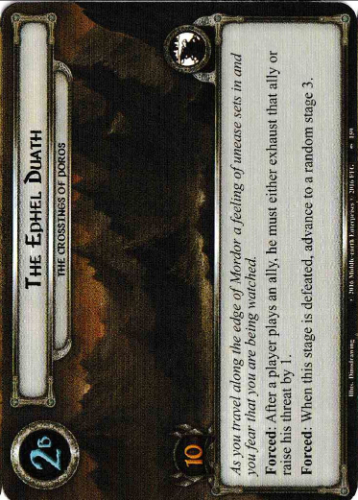 2B
THE EPHEL DUATH
THE CROSSINGS OF POROS
10
As you travel along the edge of Mordor a feeling of unease sets in and
you fear that you are being watched.
Forced: After a player plays an ally, he must either exhaust that ally or
raise his threat by 1.
Forced: When this stage is defeated, advance to a random stage 3.
Illus. Dinodrawing © 2016 Middle-earth Enterprises © 2016 FFG 159